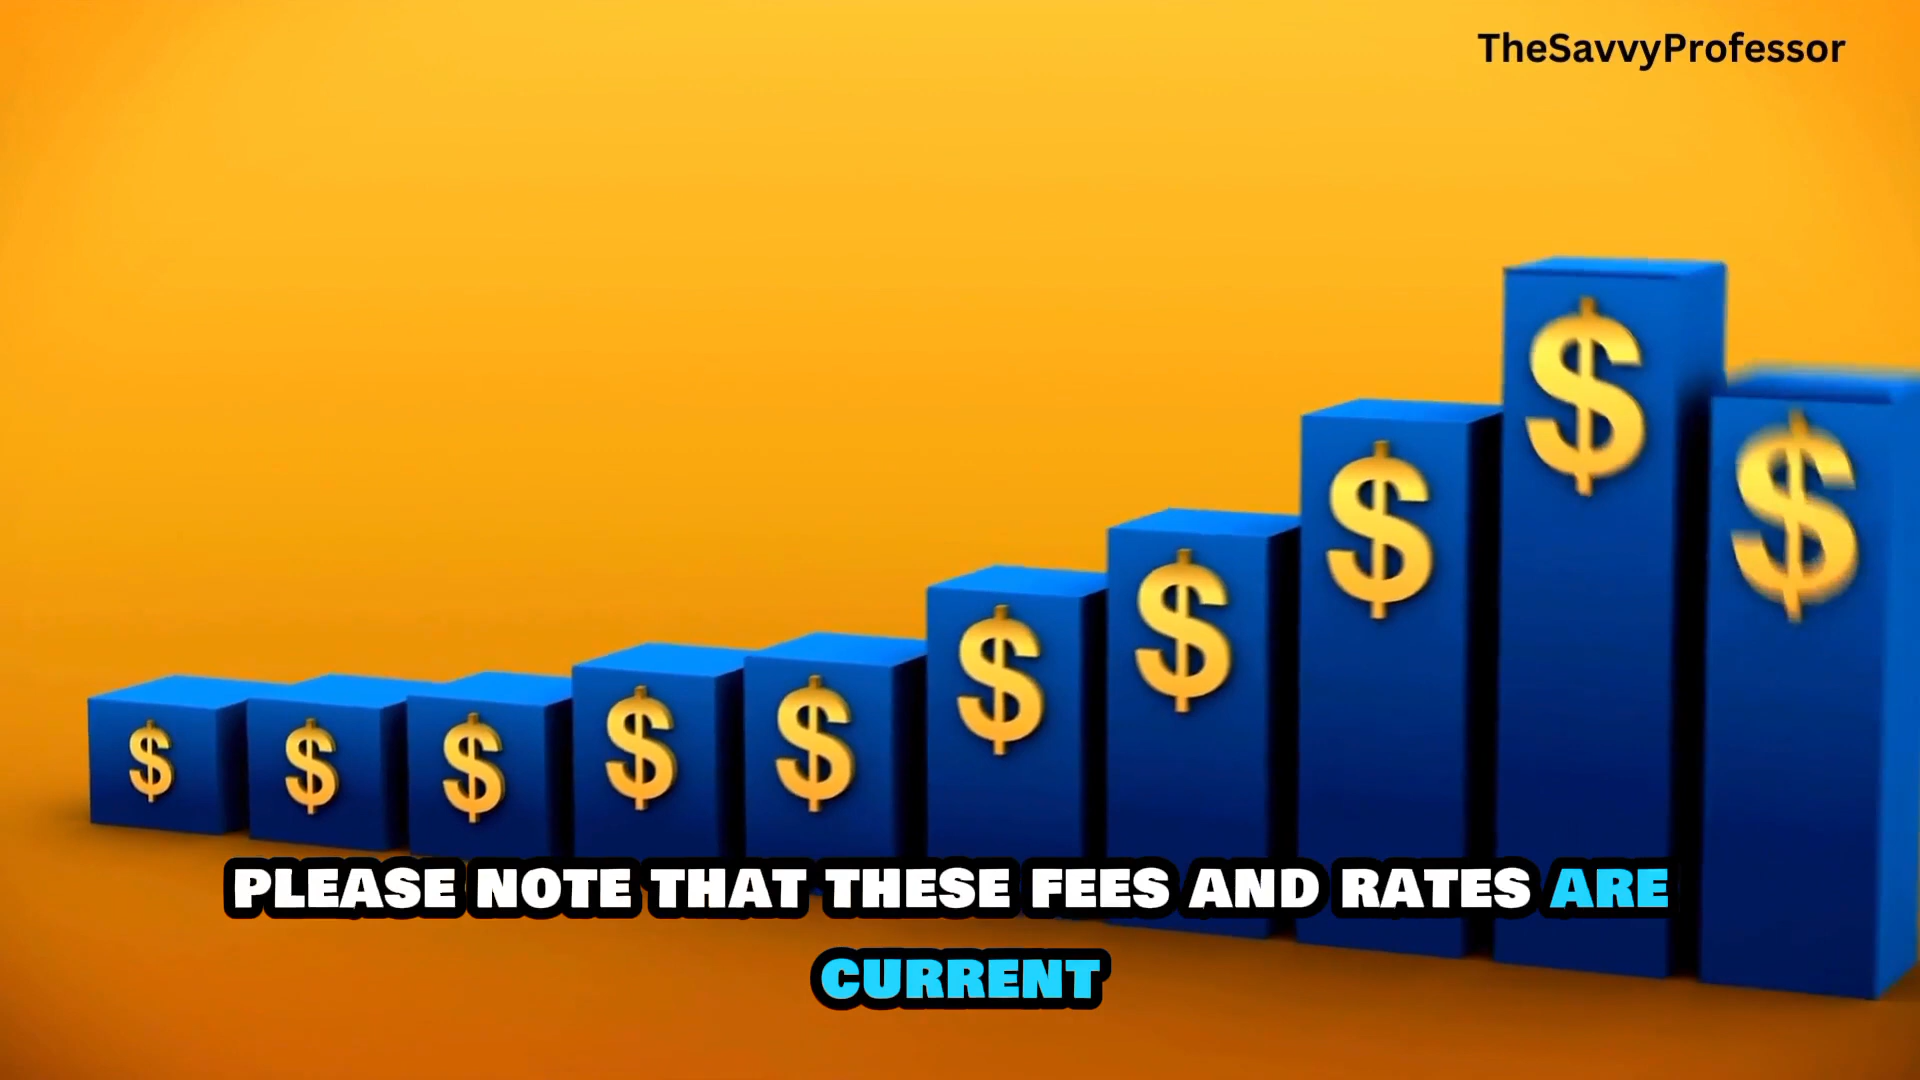 TheSavvyProfessor
$ $ $ $ $ $ $ $ $
PLEASE NOTE THAT THESE FEES AND RATES ARE
CURRENT